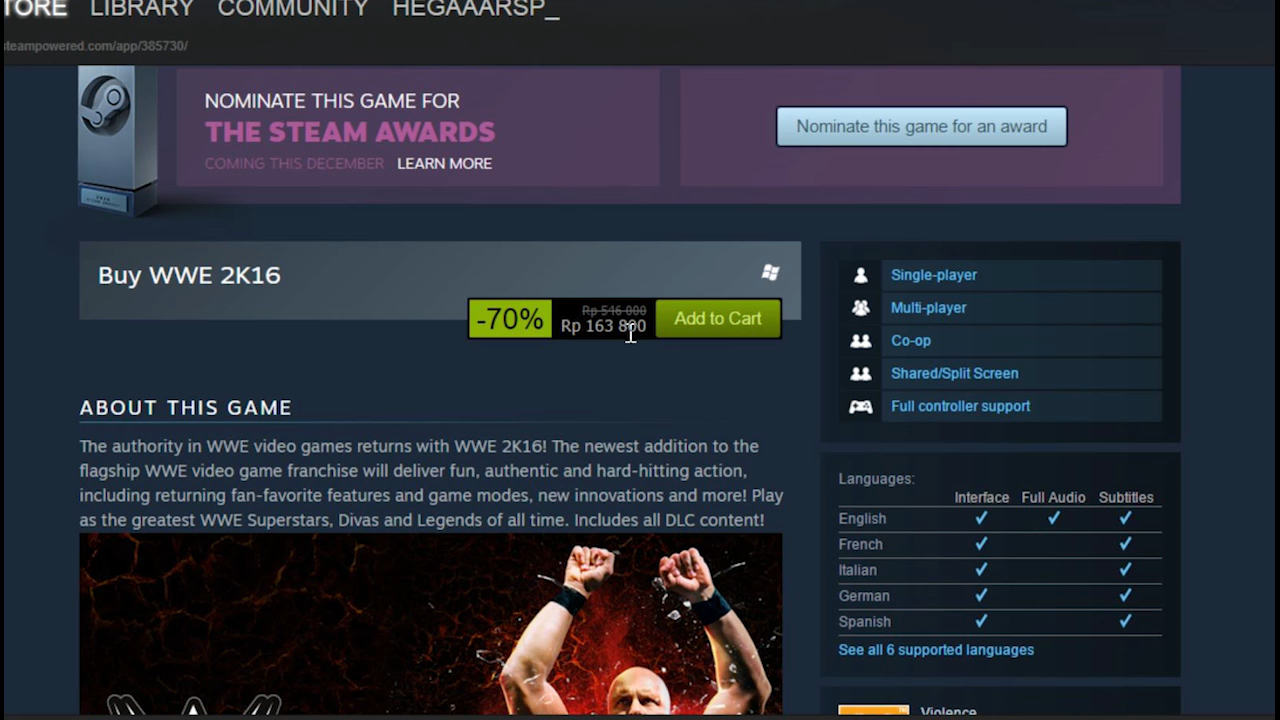 TORE LIBRARY COMMUNITY HEGAAARSP_
steampowered.com/app/385730/
NOMINATE THIS GAME FOR
THE STEAM AWARDS
COMING THIS DECEMBER LEARN MORE
Nominate this game for an award
Buy WWE 2K16
-70%
Rp 546 000
Rp 163 800
Add to Cart
Single-player
Multi-player
Co-op
Shared/Split Screen
Full controller support
ABOUT THIS GAME
The authority in WWE video games returns with WWE 2K16! The newest addition to the
flagship WWE video game franchise will deliver fun, authentic and hard-hitting action,
including returning fan-favorite features and game modes, new innovations and more! Play
as the greatest WWE Superstars, Divas and Legends of all time. Includes all DLC content!
Languages:
Interface Full Audio Subtitles
English
French
Italian
German
Spanish
See all 6 supported languages
Violence